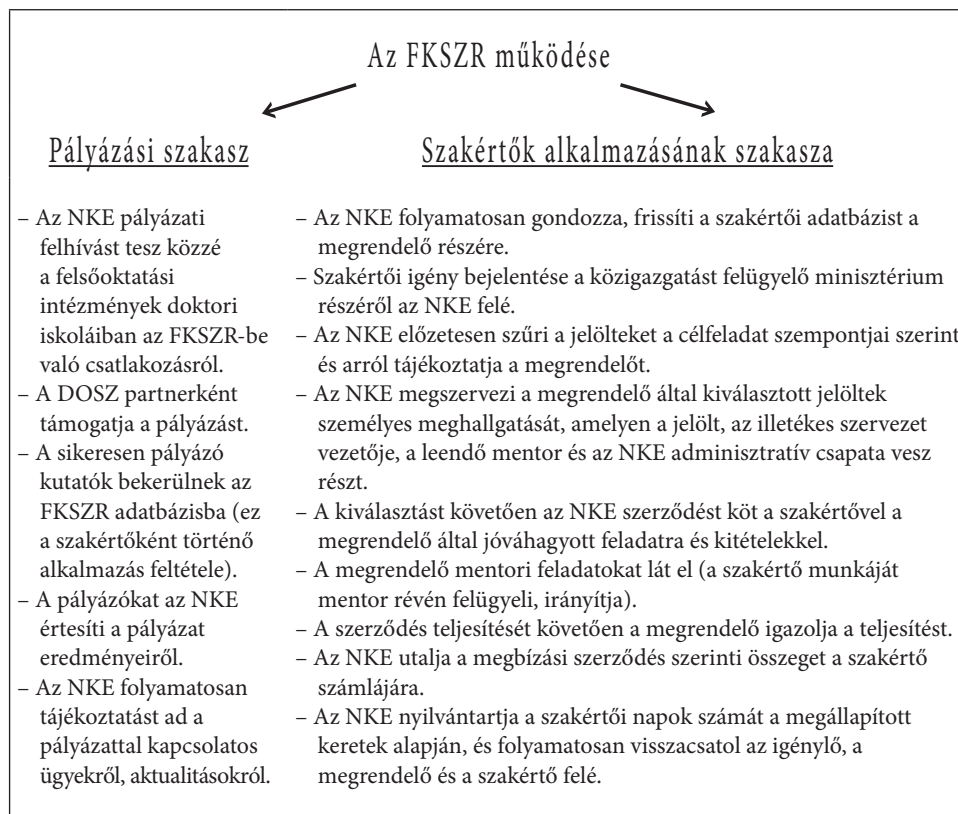 Az FKSZR működése
Pályázási szakasz
– Az NKE pályázati
felhívást tesz közzé
a felsőoktatási
intézmények doktori
iskoláiban az FKSZR-be
való csatlakozásról.
– A DOSZ partnerként
támogatja a pályázást.
– A sikeresen pályázó
kutatók bekerülnek az
FKSZR adatbázisba (ez
a szakértőként történő
alkalmazás feltétele).
– A pályázókat az NKE
értesíti a pályázat
eredményeiről.
– Az NKE folyamatosan
tájékoztatást ad a
pályázattal kapcsolatos
ügyekről, aktualitásokról.
Szakértők alkalmazásának szakasza
– Az NKE folyamatosan gondozza, frissíti a szakértői adatbázist a
megrendelő részére.
– Szakértői igény bejelentése a közigazgatást felügyelő minisztérium
részéről az NKE felé.
– Az NKE előzetesen szűri a jelölteket a célfeladat szempontjai szerint
és arról tájékoztatja a megrendelőt.
– Az NKE megszervezi a megrendelő által kiválasztott jelöltek
személyes meghallgatását, amelyen a jelölt, az illetékes szervezet
vezetője, a leendő mentor és az NKE adminisztratív csapata vesz
részt.
– A kiválasztást követően az NKE szerződést köt a szakértővel a
megrendelő által jóváhagyott feladatra és kitételekkel.
– A megrendelő mentori feladatokat lát el (a szakértő munkáját
mentor révén felügyeli, irányítja).
– A szerződés teljesítését követően a megrendelő igazolja a teljesítést.
– Az NKE utalja a megbízási szerződés szerinti összeget a szakértő
számlájára.
– Az NKE nyilvántartja a szakértői napok számát a megállapított
keretek alapján, és folyamatosan visszacsatol az igénylő, a
megrendelő és a szakértő felé.